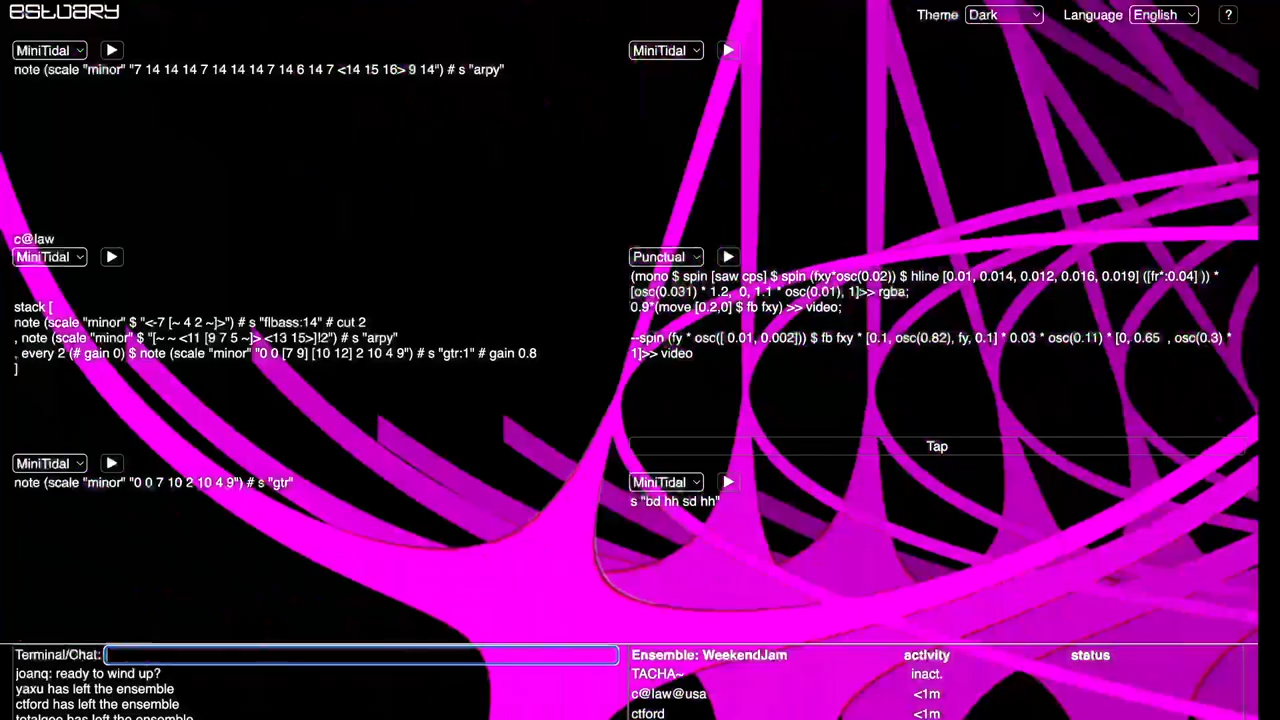 estuary
Theme Dark Language English ?
MiniTidal
note (scale "minor" "7 14 14 14 7 14 14 14 7 14 6 14 7 <14 15 16> 9 14") # s "arpy"
MiniTidal
c@law
MiniTidal
stack [
note (scale "minor" $ "<-7 [~ 4 2 ~]>") # s "flbass:14" # cut 2
, note (scale "minor" $ "[~ ~ <11 [9 7 5 ~]> <13 15>]!2") # s "arpy"
, every 2 (# gain 0) $ note (scale "minor" "0 0 [7 9] [10 12] 2 10 4 9") # s "gtr:1" # gain 0.8
]
Punctual
(mono $ spin [saw cps] $ spin (fxy*osc(0.02)) $ hline [0.01, 0.014, 0.012, 0.016, 0.019] ([fr*:0.04] )) *
[osc(0.031) * 1.2, 0, 1.1 * osc(0.01), 1]>> rgba;
0.9*(move [0.2,0] $ fb fxy) >> video;
--spin (fy * osc([ 0.01, 0.002])) $ fb fxy * [0.1, osc(0.82), fy, 0.1] * 0.03 * osc(0.11) * [0, 0.65 , osc(0.3) *
1]>> video
Tap
MiniTidal
note (scale "minor" "0 0 7 10 2 10 4 9") # s "gtr"
MiniTidal
s "bd hh sd hh"
Terminal/Chat:
joanq: ready to wind up?
yaxu has left the ensemble
ctford has left the ensemble
has left the ensemble
Ensemble: WeekendJam activity status
TACHA~ inact.
c@law@usa <1m
ctford <1m